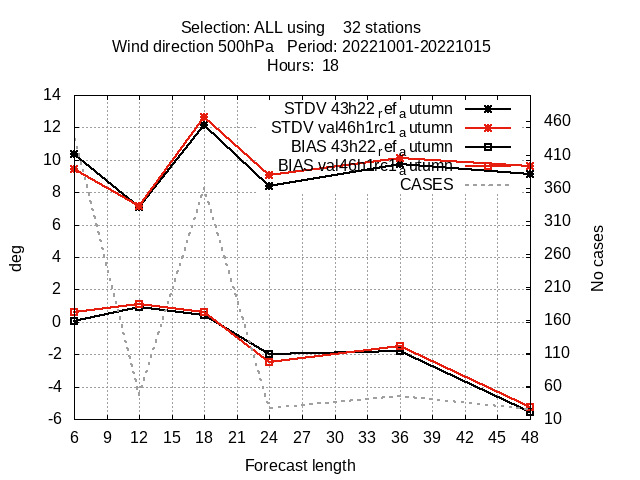 Selection: ALL using    32 stations
Wind direction 500hPa   Period: 20221001-20221015
Hours:  18
STDV 43h22_ref_autumn
STDV val46h1rc1_autumn
BIAS 43h22_ref_autumn
BIAS val46h1rc1_autumn
CASES
deg
14
12
10
8
6
4
2
0
-2
-4
-6
460
410
360
310
260
210
160
110
60
10
No cases
6 9 12 15 18 21 24 27 30 33 36 39 42 45 48
Forecast length